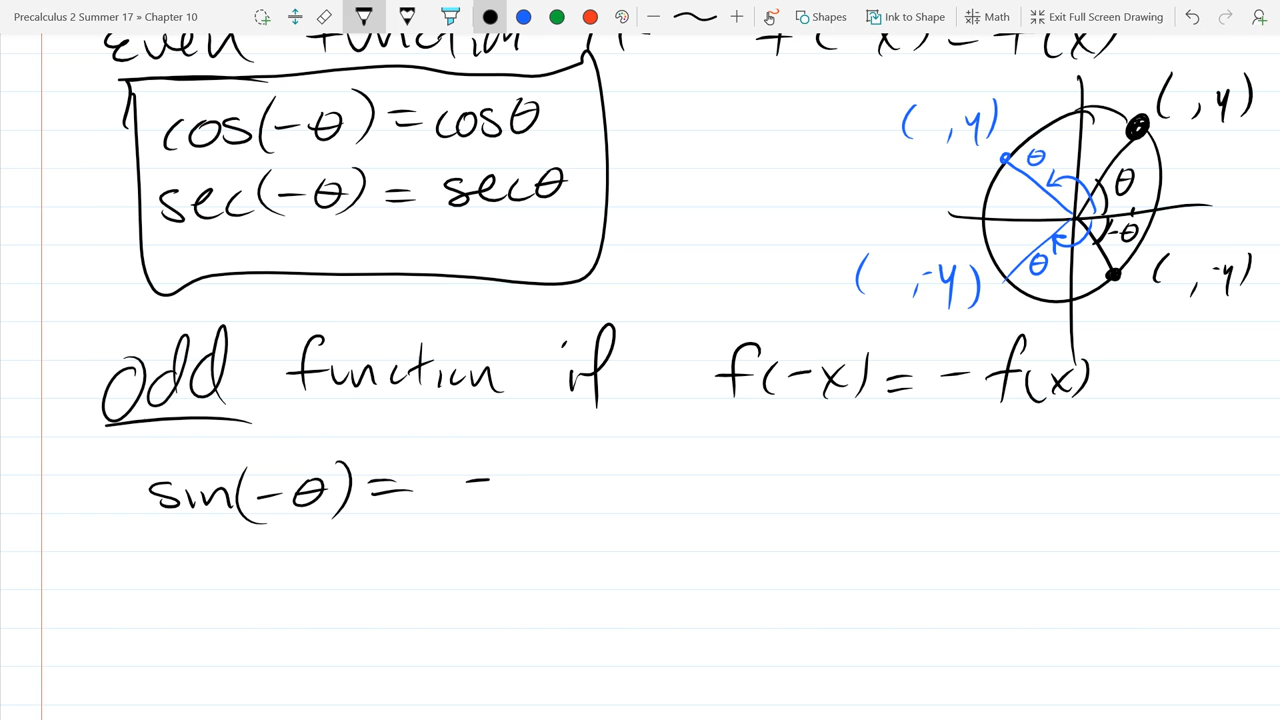 Precalculus 2 Summer 17 » Chapter 10
Shapes
Ink to Shape
Math
Exit Full Screen Drawing
Even function if f(-x) = f(x)
cos(-θ) = cosθ
sec(-θ) = secθ
( , y)
( , y)
θ
θ
-θ
θ
( , -y)
( , -y)
Odd function if f(-x) = - f(x)
sin(-θ) = -